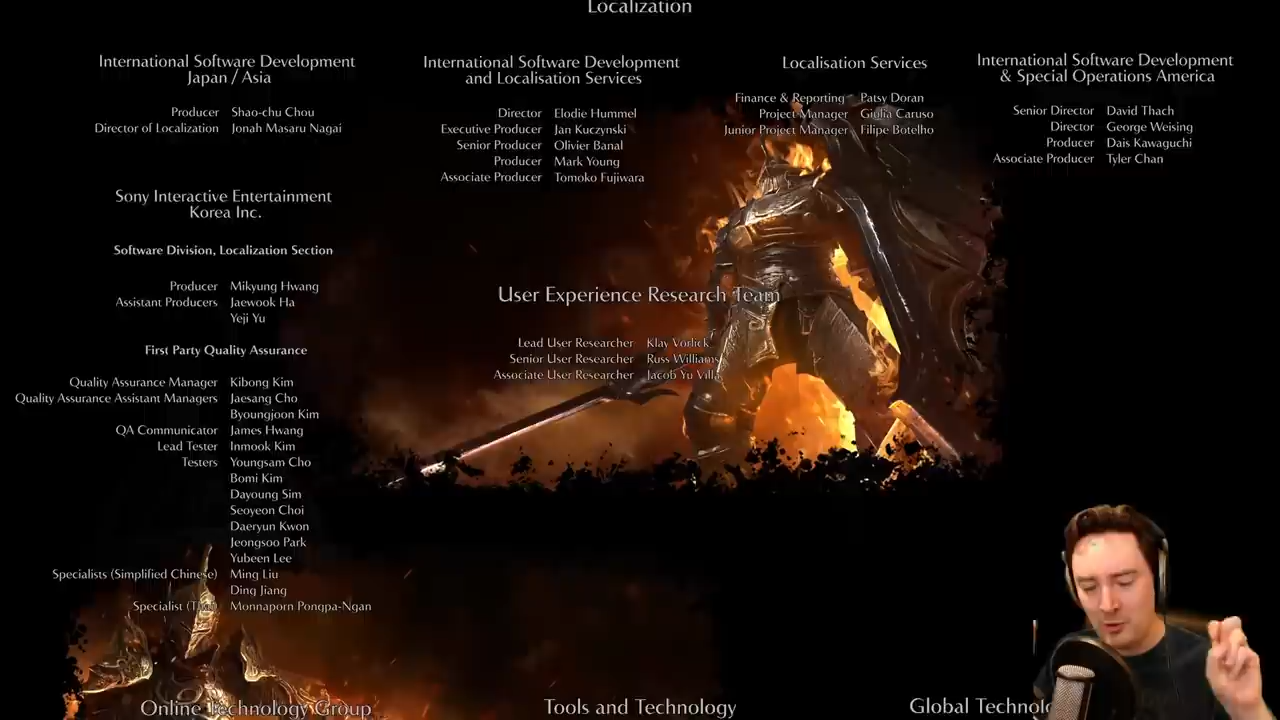 Localization
International Software Development
Japan / Asia
Producer Shao-chu Chou
Director of Localization Jonah Masaru Nagai
International Software Development
and Localisation Services
Director Elodie Hummel
Executive Producer Jan Kuczynski
Senior Producer Olivier Banal
Producer Mark Young
Associate Producer Tomoko Fujiwara
Localisation Services
Finance & Reporting Patsy Doran
Project Manager Giulia Caruso
Junior Project Manager Filipe Botelho
International Software Development
& Special Operations America
Senior Director David Thach
Director George Weising
Producer Dais Kawaguchi
Associate Producer Tyler Chan
Sony Interactive Entertainment
Korea Inc.
Software Division, Localization Section
Producer Mikyung Hwang
Assistant Producers Jaewook Ha
Yeji Yu
First Party Quality Assurance
Quality Assurance Manager Kibong Kim
Quality Assurance Assistant Managers Jaesang Cho
Byoungjoon Kim
QA Communicator James Hwang
Lead Tester Inmook Kim
Testers Youngsam Cho
Bomi Kim
Dayoung Sim
Seoyeon Choi
Daeryun Kwon
Jeongsoo Park
Yubeen Lee
Specialists (Simplified Chinese) Ming Liu
Ding Jiang
Specialist (Thai) Monnaporn Pongpa-Ngan
User Experience Research Team
Lead User Researcher Klay Vorlick
Senior User Researcher Russ Williams
Associate User Researcher Jacob Yu Villa
Online Technology Group
Tools and Technology
Global